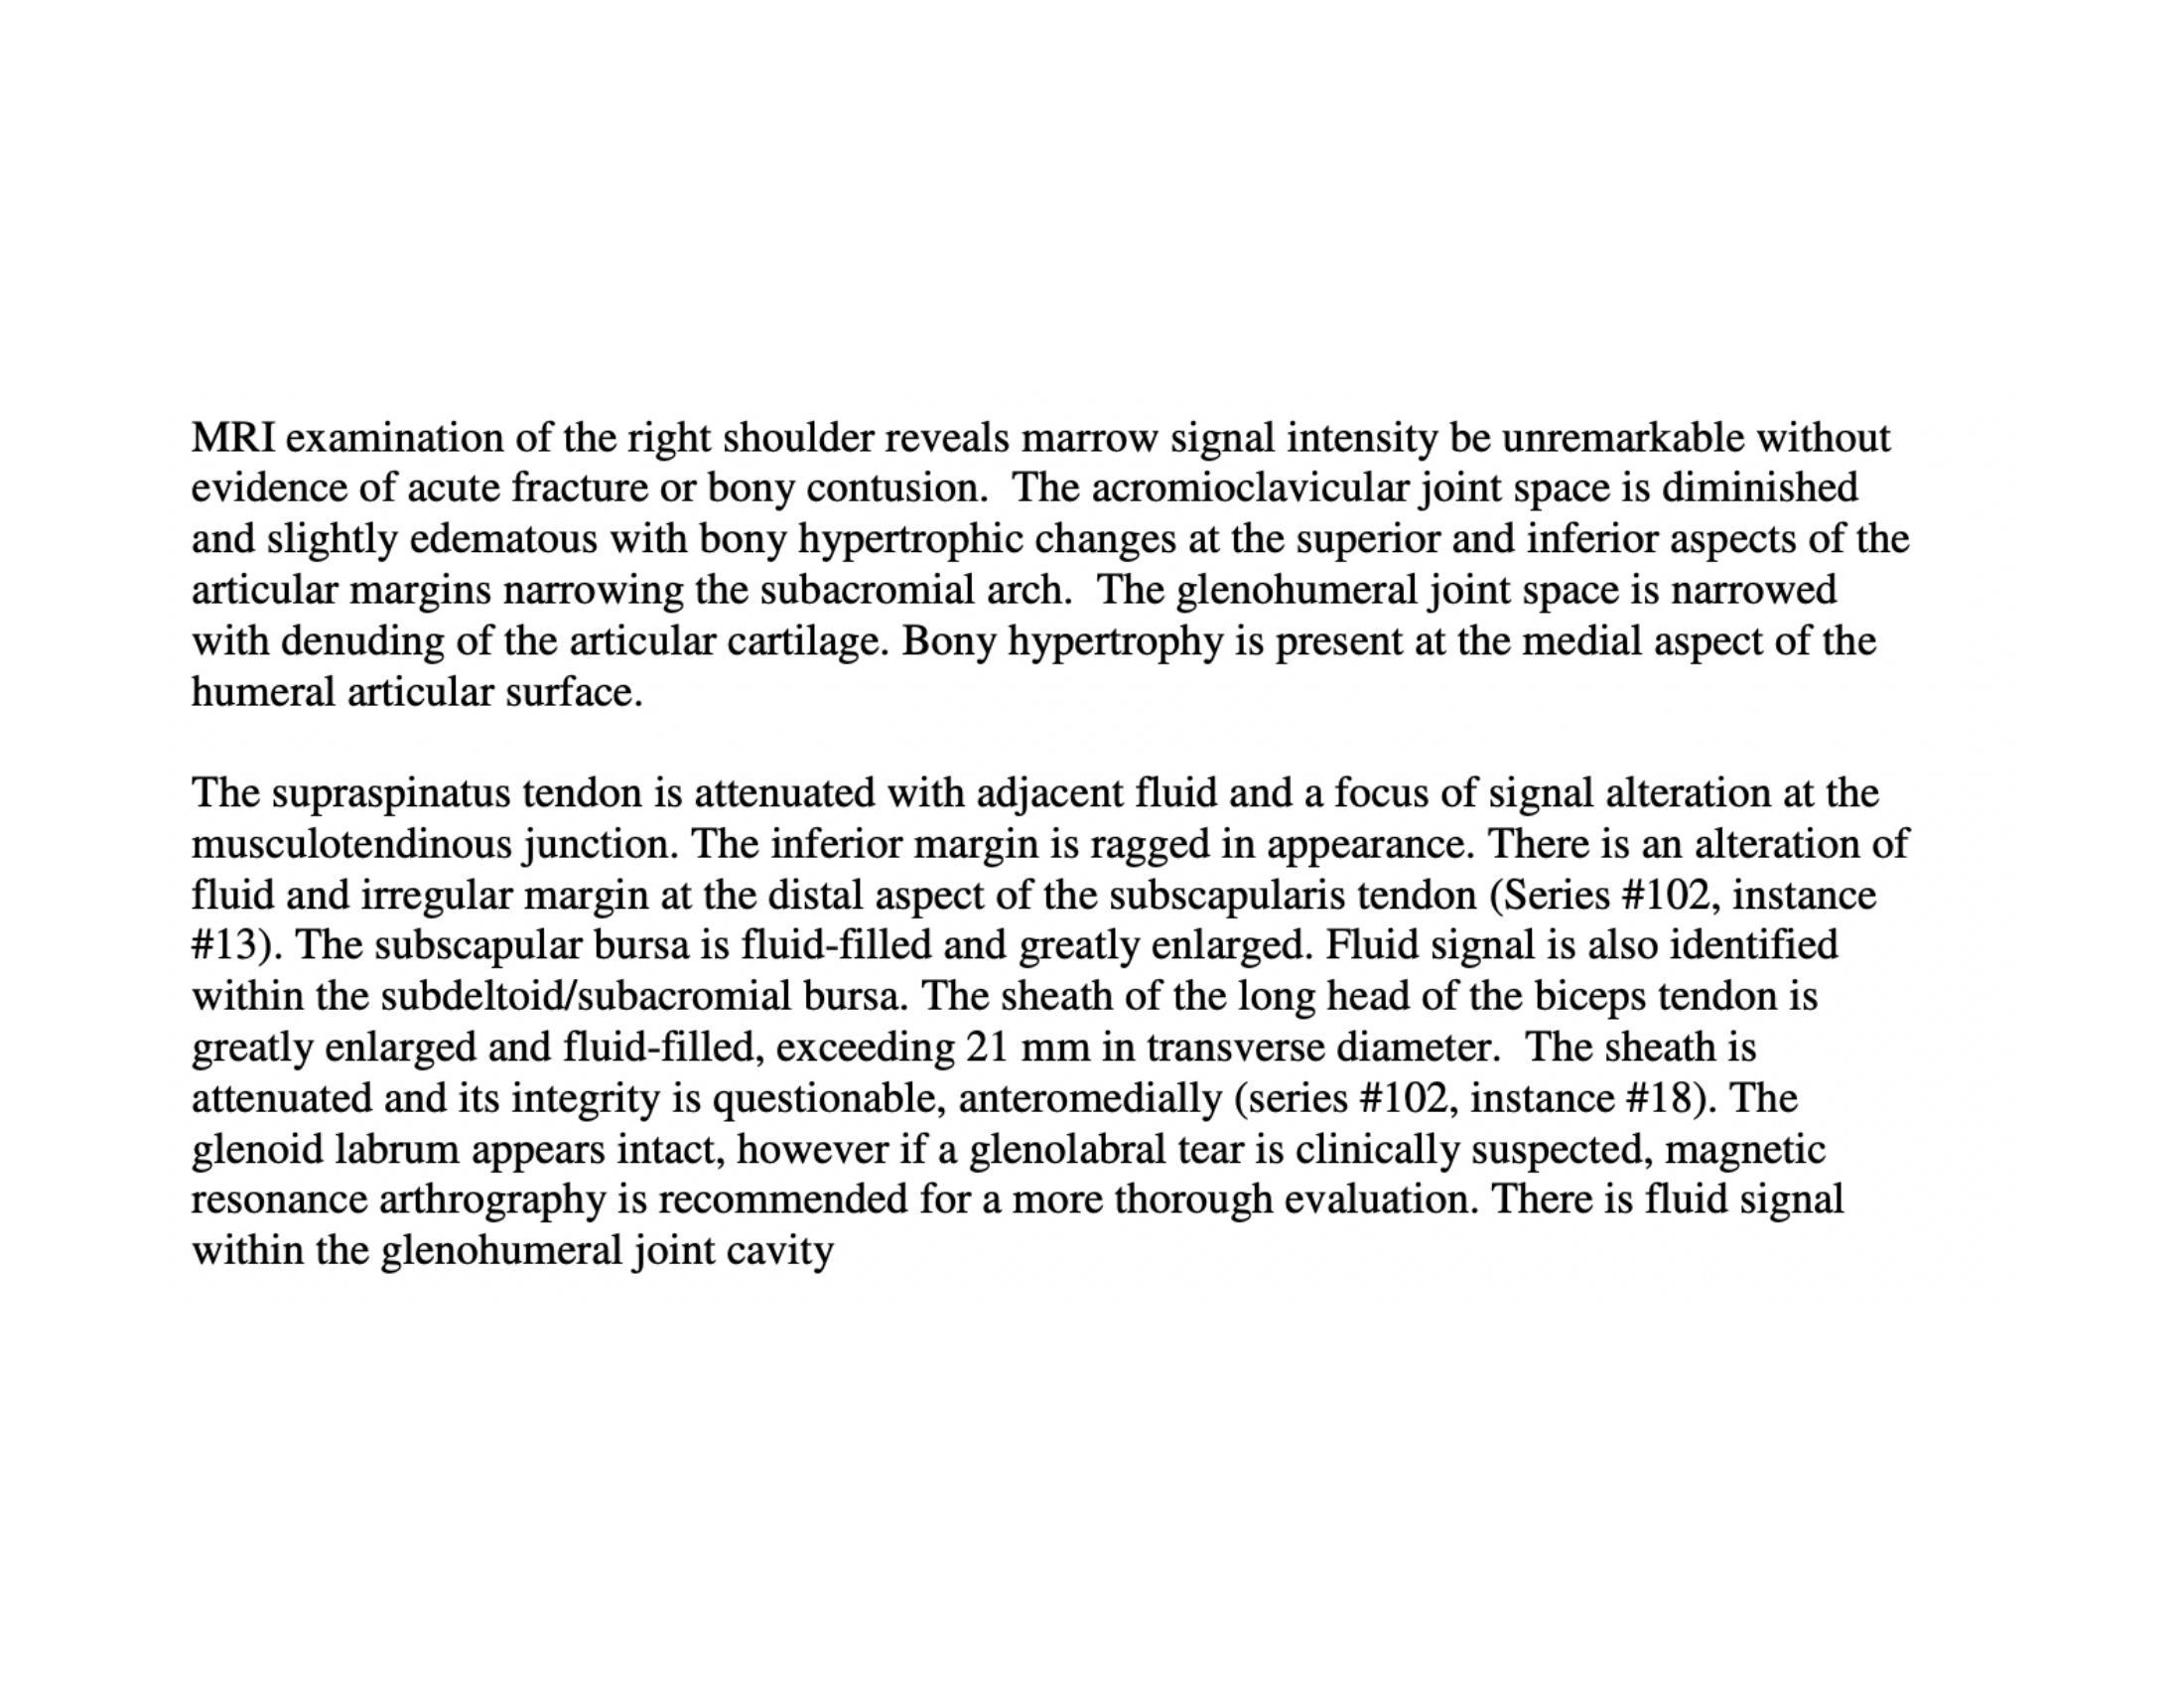 MRI examination of the right shoulder reveals marrow signal intensity be unremarkable without
evidence of acute fracture or bony contusion.  The acromioclavicular joint space is diminished
and slightly edematous with bony hypertrophic changes at the superior and inferior aspects of the
articular margins narrowing the subacromial arch.  The glenohumeral joint space is narrowed
with denuding of the articular cartilage. Bony hypertrophy is present at the medial aspect of the
humeral articular surface.

The supraspinatus tendon is attenuated with adjacent fluid and a focus of signal alteration at the
musculotendinous junction. The inferior margin is ragged in appearance. There is an alteration of
fluid and irregular margin at the distal aspect of the subscapularis tendon (Series #102, instance
#13). The subscapular bursa is fluid-filled and greatly enlarged. Fluid signal is also identified
within the subdeltoid/subacromial bursa. The sheath of the long head of the biceps tendon is
greatly enlarged and fluid-filled, exceeding 21 mm in transverse diameter.  The sheath is
attenuated and its integrity is questionable, anteromedially (series #102, instance #18). The
glenoid labrum appears intact, however if a glenolabral tear is clinically suspected, magnetic
resonance arthrography is recommended for a more thorough evaluation. There is fluid signal
within the glenohumeral joint cavity